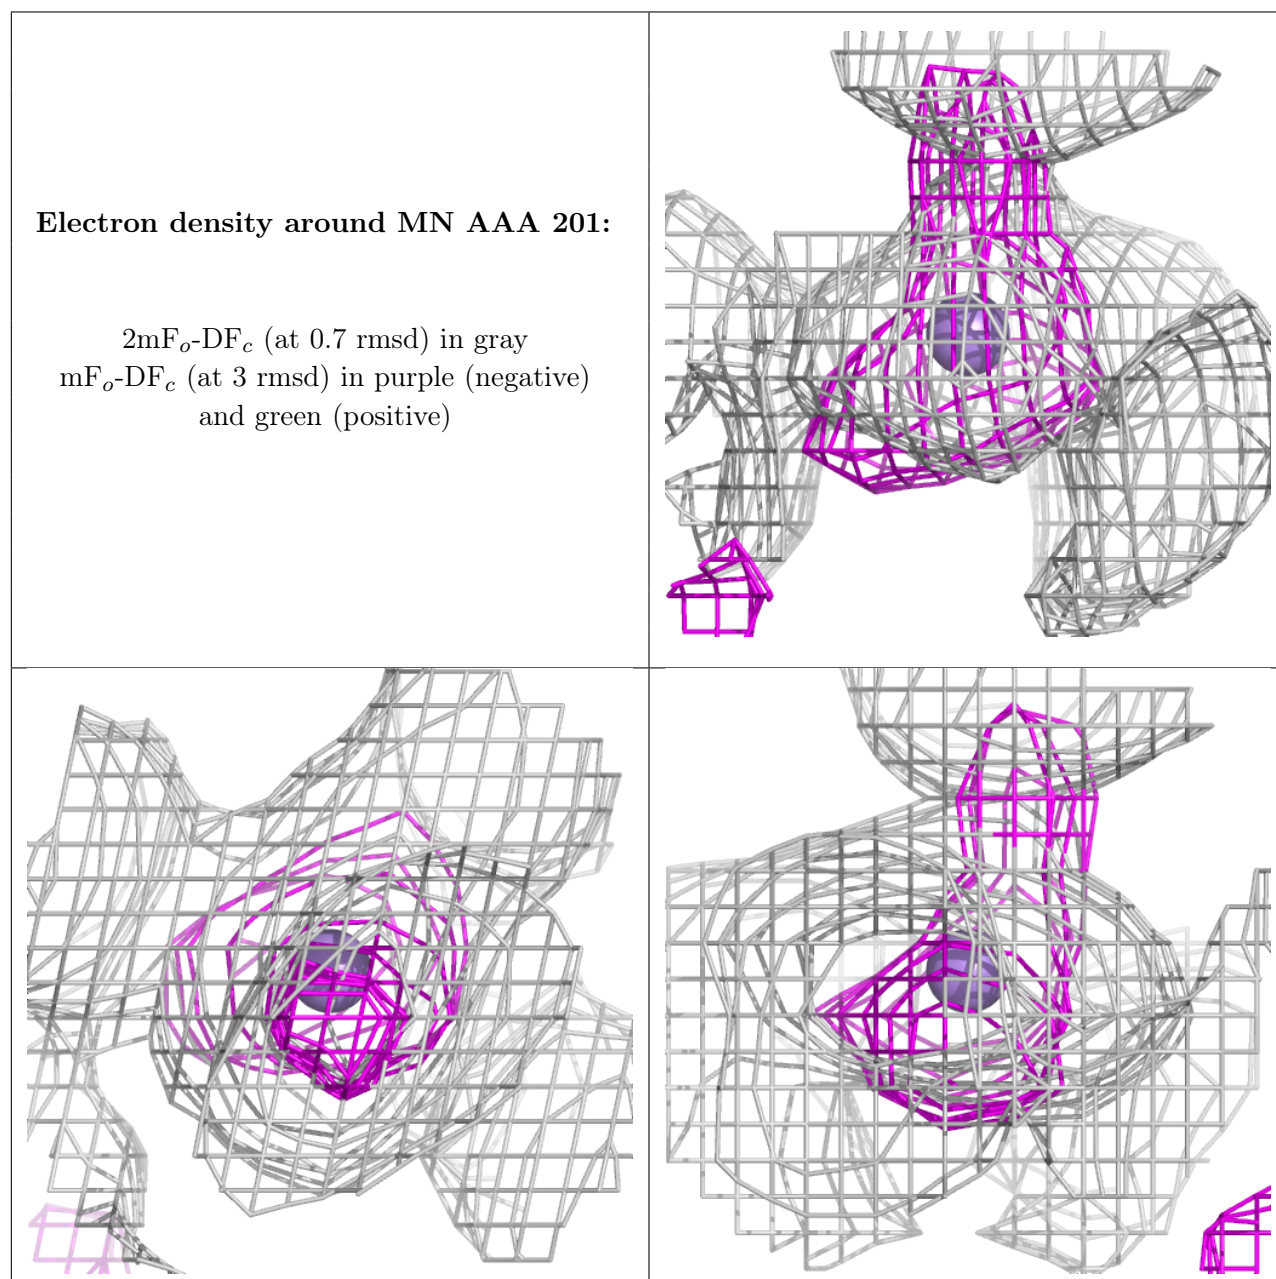 Electron density around MN AAA 201:
2mFo-DFc (at 0.7 rmsd) in gray
mFo-DFc (at 3 rmsd) in purple (negative)
and green (positive)